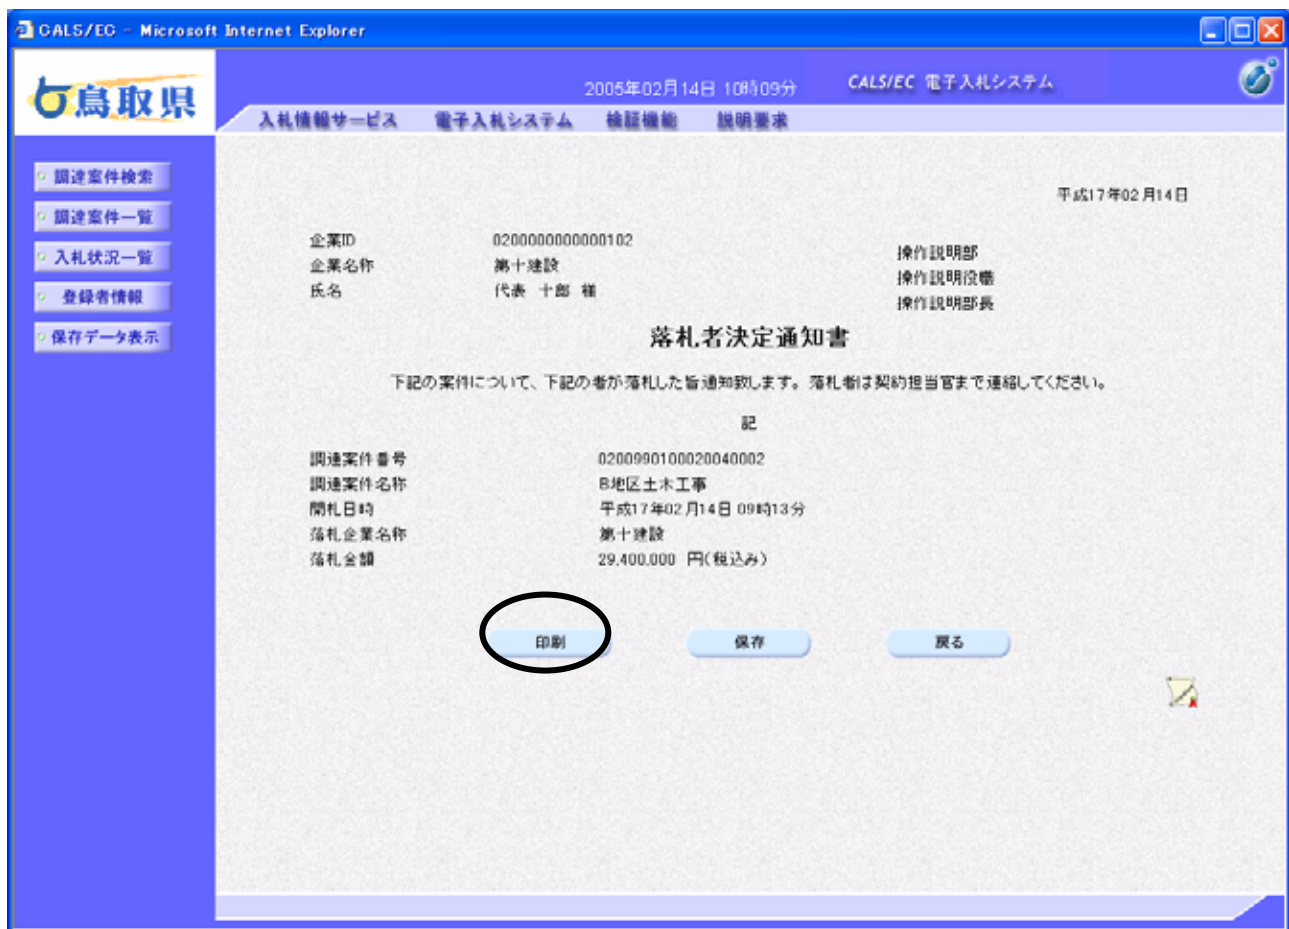 CALS/EC - Microsoft Internet Explorer
鳥取県
2005年02月14日 10時09分
CALS/EC 電子入札システム
入札情報サービス 電子入札システム 検証機能 説明要求
調達案件検索
調達案件一覧
入札状況一覧
登録者情報
保存データ表示
平成17年02月14日
企業ID 0200000000000102
企業名称 第十建設
氏名 代表 十郎 様
操作説明部
操作説明役職
操作説明部長
落札者決定通知書
下記の案件について、下記の者が落札した旨通知致します。落札者は契約担当官まで連絡してください。
記
調達案件番号 0200990100020040002
調達案件名称 B地区土木工事
開札日時 平成17年02月14日 09時13分
落札企業名称 第十建設
落札金額 29,400,000 円(税込み)
印刷 保存 戻る